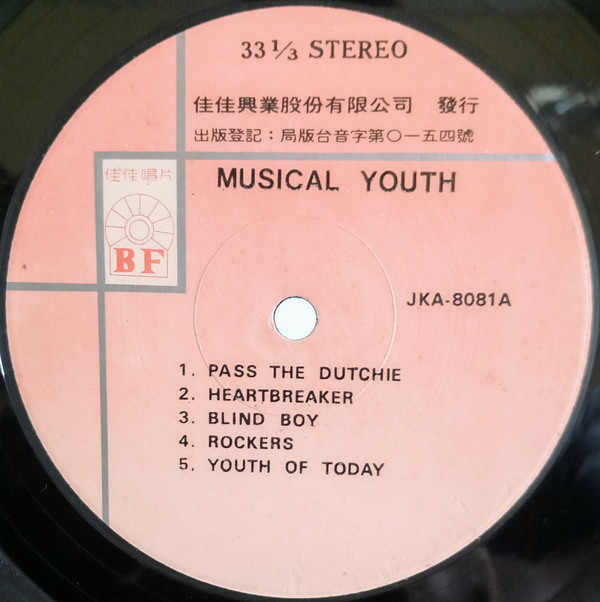 33 1/3 STEREO
佳佳興業股份有限公司 發行
出版登記：局版台音字第〇一五四號
佳佳唱片
BF
MUSICAL YOUTH
JKA-8081A
1. PASS THE DUTCHIE
2. HEARTBREAKER
3. BLIND BOY
4. ROCKERS
5. YOUTH OF TODAY